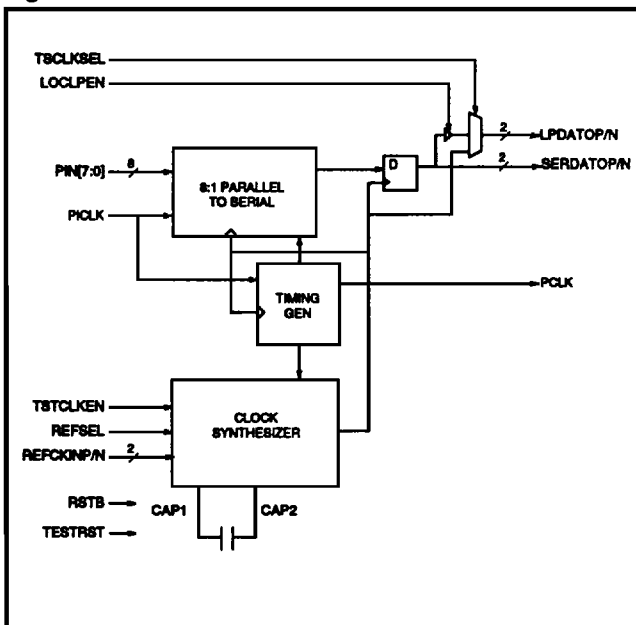 TSCLKSEL
LOCLPEN
2
LPDATOP/N
D
2
SERDATOP/N
PIN[7:0]
8
8:1 PARALLEL
TO SERIAL
PICLK
TIMING
GEN
PCLK
TSTCLKEN
CLOCK
SYNTHESIZER
REFSEL
REFCKINP/N
2
RSTB
CAP1
CAP2
TESTRST